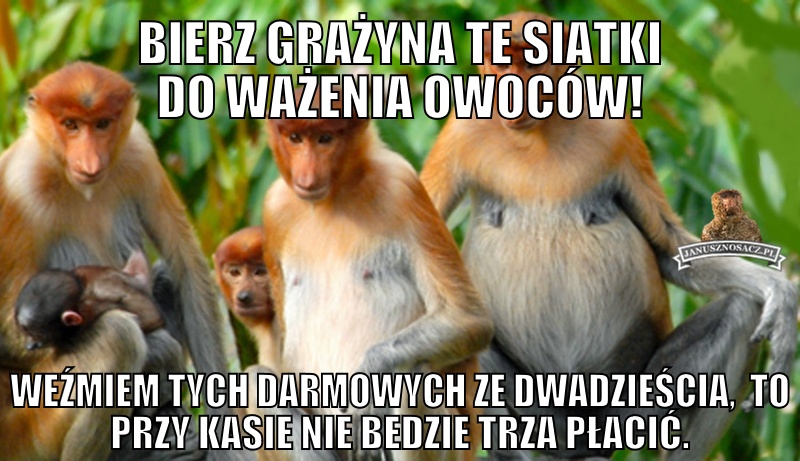 BIERZ GRAŻYNA TE SIATKI
DO WAŻENIA OWOCÓW!
JANUSZNOSACZ.PL
WEŹMIEM TYCH DARMOWYCH ZE DWADZIEŚCIA, TO
PRZY KASIE NIE BEDZIE TRZA PŁACIĆ.